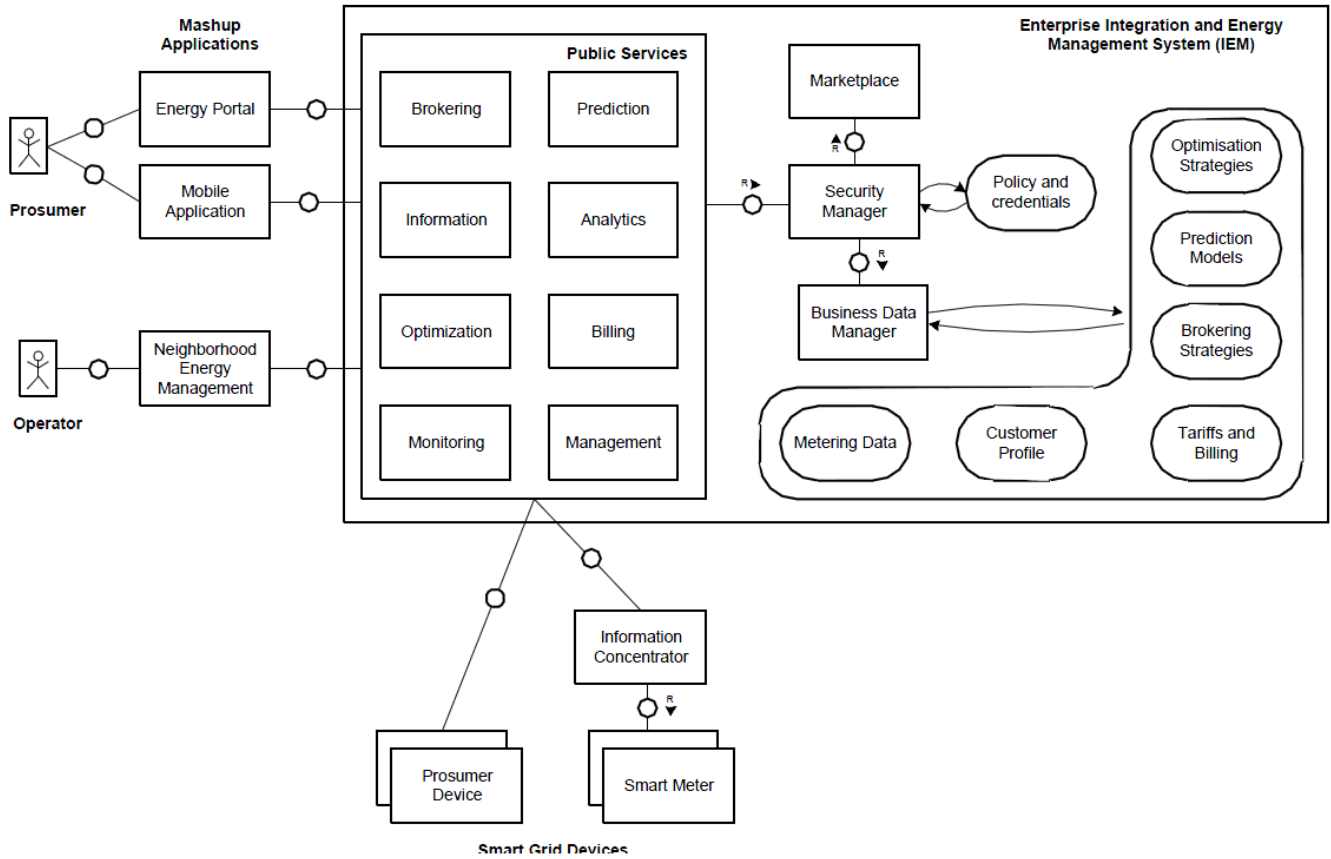 Mashup
Applications
Enterprise Integration and Energy
Management System (IEM)
Public Services
Energy Portal
Brokering
Prediction
Marketplace
Optimisation
Strategies
R
Prosumer
Mobile
Application
Information
Analytics
R
Security
Manager
Policy and
credentials
Prediction
Models
R
Neighborhood
Energy
Management
Optimization
Billing
Business Data
Manager
Brokering
Strategies
Operator
Monitoring
Management
Metering Data
Customer
Profile
Tariffs and
Billing
Information
Concentrator
R
Prosumer
Device
Smart Meter
Smart Grid Devices